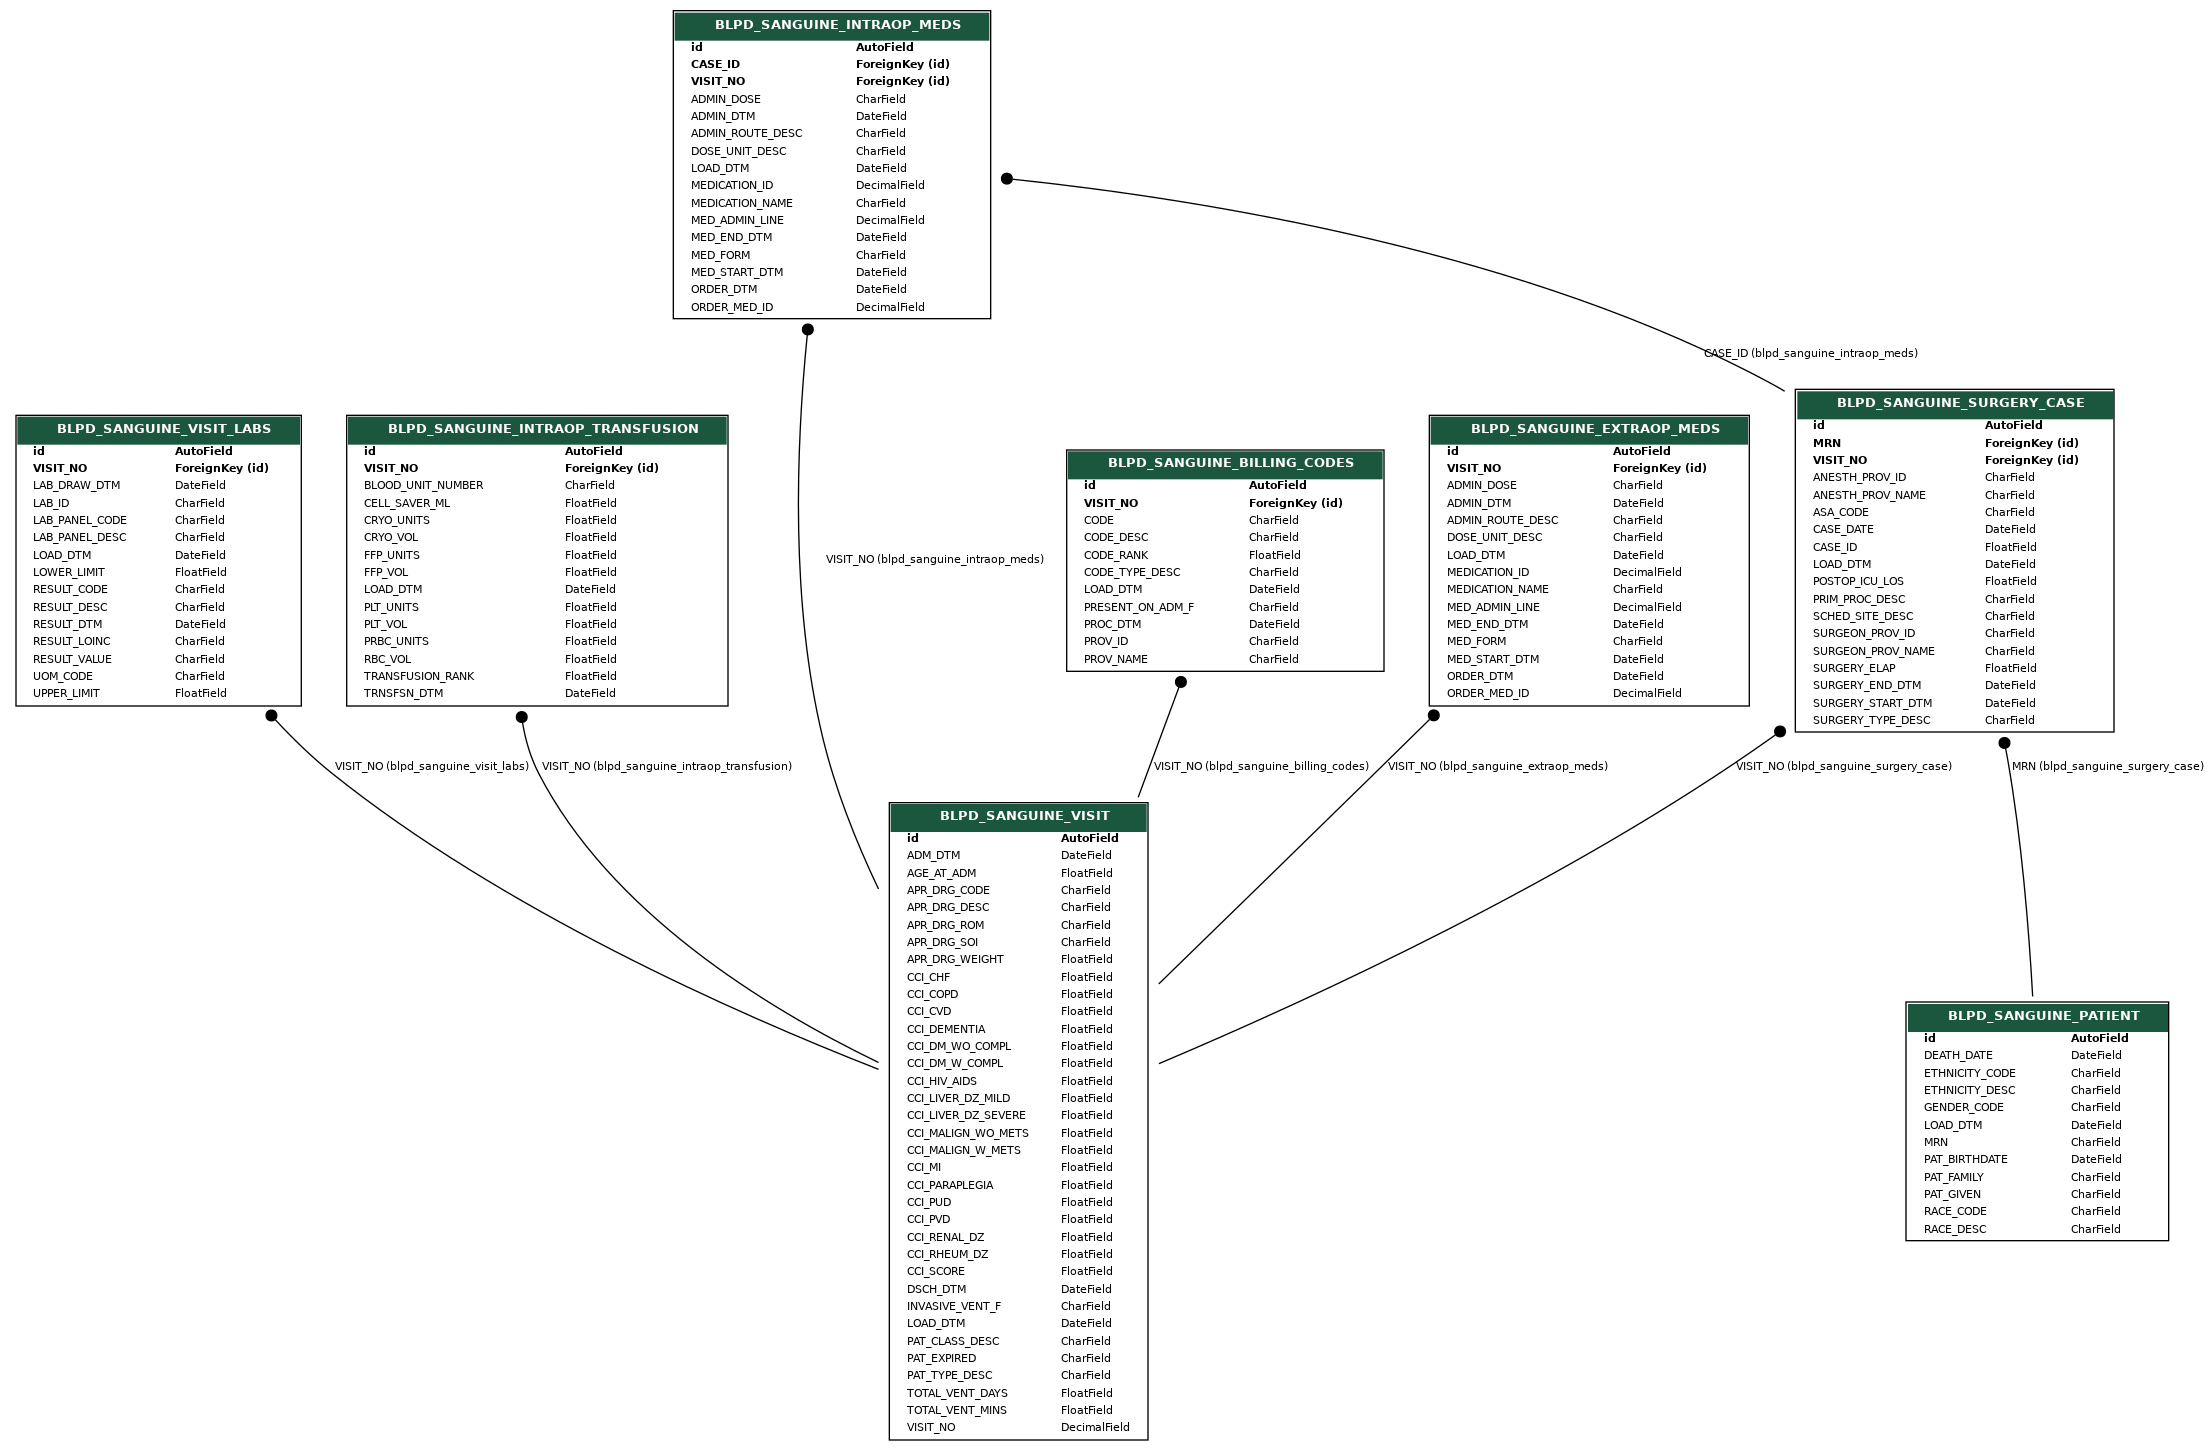 BLPD_SANGUINE_INTRAOP_MEDS
id AutoField
CASE_ID ForeignKey (id)
VISIT_NO ForeignKey (id)
ADMIN_DOSE CharField
ADMIN_DTM DateField
ADMIN_ROUTE_DESC CharField
DOSE_UNIT_DESC CharField
LOAD_DTM DateField
MEDICATION_ID DecimalField
MEDICATION_NAME CharField
MED_ADMIN_LINE DecimalField
MED_END_DTM DateField
MED_FORM CharField
MED_START_DTM DateField
ORDER_DTM DateField
ORDER_MED_ID DecimalField
CASE_ID (blpd_sanguine_intraop_meds)
BLPD_SANGUINE_VISIT_LABS
id AutoField
VISIT_NO ForeignKey (id)
LAB_DRAW_DTM DateField
LAB_ID CharField
LAB_PANEL_CODE CharField
LAB_PANEL_DESC CharField
LOAD_DTM DateField
LOWER_LIMIT FloatField
RESULT_CODE CharField
RESULT_DESC CharField
RESULT_DTM DateField
RESULT_LOINC CharField
RESULT_VALUE CharField
UOM_CODE CharField
UPPER_LIMIT FloatField
BLPD_SANGUINE_INTRAOP_TRANSFUSION
id AutoField
VISIT_NO ForeignKey (id)
BLOOD_UNIT_NUMBER CharField
CELL_SAVER_ML FloatField
CRYO_UNITS FloatField
CRYO_VOL FloatField
FFP_UNITS FloatField
FFP_VOL FloatField
LOAD_DTM DateField
PLT_UNITS FloatField
PLT_VOL FloatField
PRBC_UNITS FloatField
RBC_VOL FloatField
TRANSFUSION_RANK FloatField
TRNSFSN_DTM DateField
VISIT_NO (blpd_sanguine_intraop_meds)
BLPD_SANGUINE_BILLING_CODES
id AutoField
VISIT_NO ForeignKey (id)
CODE CharField
CODE_DESC CharField
CODE_RANK FloatField
CODE_TYPE_DESC CharField
LOAD_DTM DateField
PRESENT_ON_ADM_F CharField
PROC_DTM DateField
PROV_ID CharField
PROV_NAME CharField
BLPD_SANGUINE_EXTRAOP_MEDS
id AutoField
VISIT_NO ForeignKey (id)
ADMIN_DOSE CharField
ADMIN_DTM DateField
ADMIN_ROUTE_DESC CharField
DOSE_UNIT_DESC CharField
LOAD_DTM DateField
MEDICATION_ID DecimalField
MEDICATION_NAME CharField
MED_ADMIN_LINE DecimalField
MED_END_DTM DateField
MED_FORM CharField
MED_START_DTM DateField
ORDER_DTM DateField
ORDER_MED_ID DecimalField
BLPD_SANGUINE_SURGERY_CASE
id AutoField
MRN ForeignKey (id)
VISIT_NO ForeignKey (id)
ANESTH_PROV_ID CharField
ANESTH_PROV_NAME CharField
ASA_CODE CharField
CASE_DATE DateField
CASE_ID FloatField
LOAD_DTM DateField
POSTOP_ICU_LOS FloatField
PRIM_PROC_DESC CharField
SCHED_SITE_DESC CharField
SURGEON_PROV_ID CharField
SURGEON_PROV_NAME CharField
SURGERY_ELAP FloatField
SURGERY_END_DTM DateField
SURGERY_START_DTM DateField
SURGERY_TYPE_DESC CharField
VISIT_NO (blpd_sanguine_visit_labs)
VISIT_NO (blpd_sanguine_intraop_transfusion)
VISIT_NO (blpd_sanguine_billing_codes)
VISIT_NO (blpd_sanguine_extraop_meds)
VISIT_NO (blpd_sanguine_surgery_case)
MRN (blpd_sanguine_surgery_case)
BLPD_SANGUINE_VISIT
id AutoField
ADM_DTM DateField
AGE_AT_ADM FloatField
APR_DRG_CODE CharField
APR_DRG_DESC CharField
APR_DRG_ROM CharField
APR_DRG_SOI CharField
APR_DRG_WEIGHT FloatField
CCI_CHF FloatField
CCI_COPD FloatField
CCI_CVD FloatField
CCI_DEMENTIA FloatField
CCI_DM_WO_COMPL FloatField
CCI_DM_W_COMPL FloatField
CCI_HIV_AIDS FloatField
CCI_LIVER_DZ_MILD FloatField
CCI_LIVER_DZ_SEVERE FloatField
CCI_MALIGN_WO_METS FloatField
CCI_MALIGN_W_METS FloatField
CCI_MI FloatField
CCI_PARAPLEGIA FloatField
CCI_PUD FloatField
CCI_PVD FloatField
CCI_RENAL_DZ FloatField
CCI_RHEUM_DZ FloatField
CCI_SCORE FloatField
DSCH_DTM DateField
INVASIVE_VENT_F CharField
LOAD_DTM DateField
PAT_CLASS_DESC CharField
PAT_EXPIRED CharField
PAT_TYPE_DESC CharField
TOTAL_VENT_DAYS FloatField
TOTAL_VENT_MINS FloatField
VISIT_NO DecimalField
BLPD_SANGUINE_PATIENT
id AutoField
DEATH_DATE DateField
ETHNICITY_CODE CharField
ETHNICITY_DESC CharField
GENDER_CODE CharField
LOAD_DTM DateField
MRN CharField
PAT_BIRTHDATE DateField
PAT_FAMILY CharField
PAT_GIVEN CharField
RACE_CODE CharField
RACE_DESC CharField